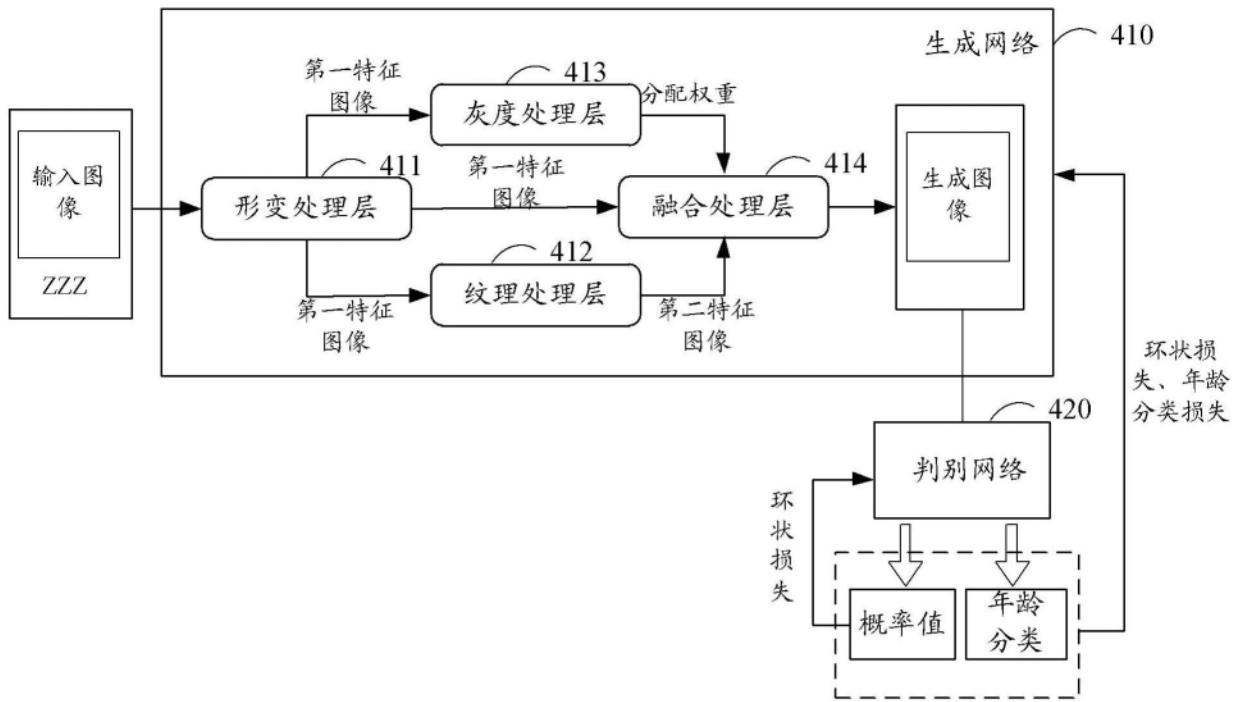 生成网络
410
第一特征
图像
413
灰度处理层
分配权重
输入图
像
ZZZ
411
形变处理层
第一特征
图像
414
融合处理层
生成图
像
412
纹理处理层
第一特征
图像
第二特征
图像
环状损
失、年龄
分类损失
420
判别网络
环
状
损
失
概率值
年龄
分类